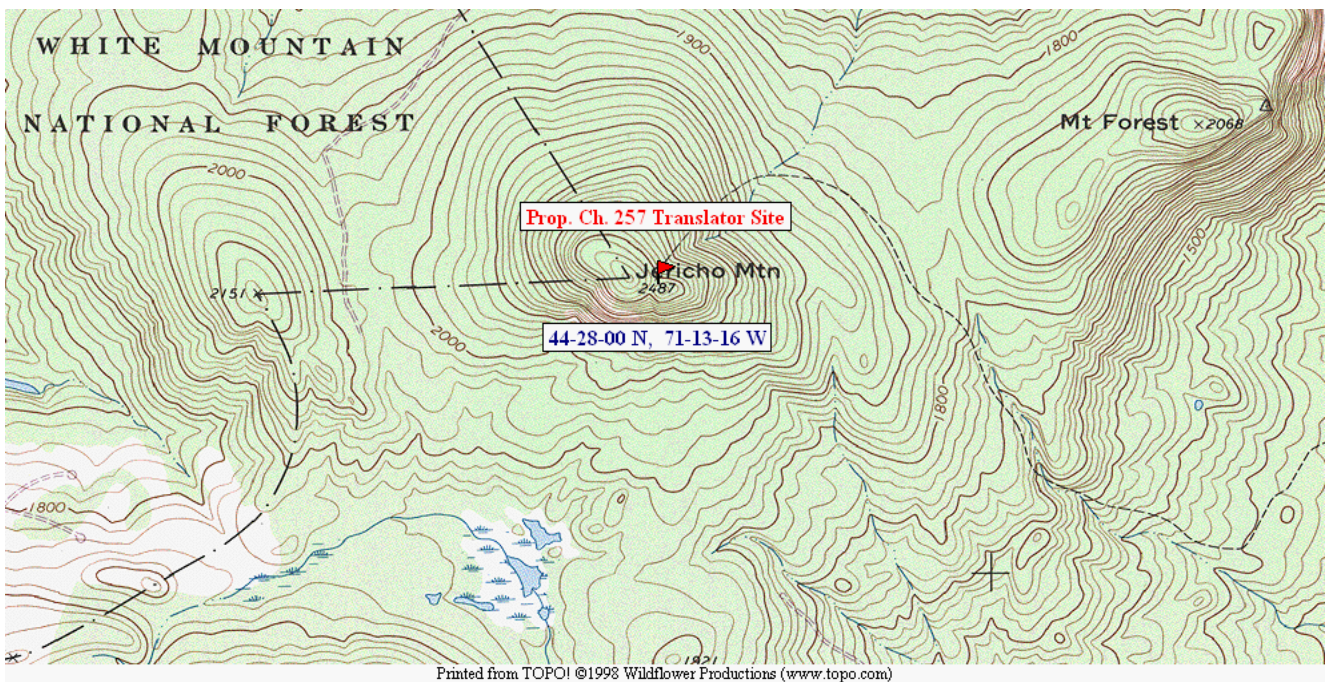 WHITE MOUNTAIN
1900
1800
NATIONAL FOREST
Mt Forest ×2068
2000
Prop. Ch. 257 Translator Site
1500
Jericho Mtn
2487
2151
2000
44-28-00 N, 71-13-16 W
1800
1800
1821
Printed from TOPO! ©1998 Wildflower Productions (www.topo.com)